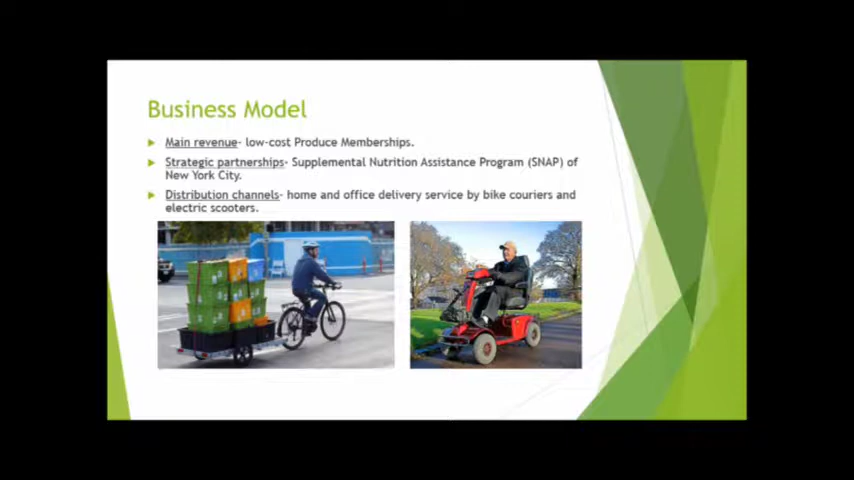 Business Model
Main revenue- low-cost Produce Memberships.
Strategic partnerships- Supplemental Nutrition Assistance Program (SNAP) of
New York City.
Distribution channels- home and office delivery service by bike couriers and
electric scooters.